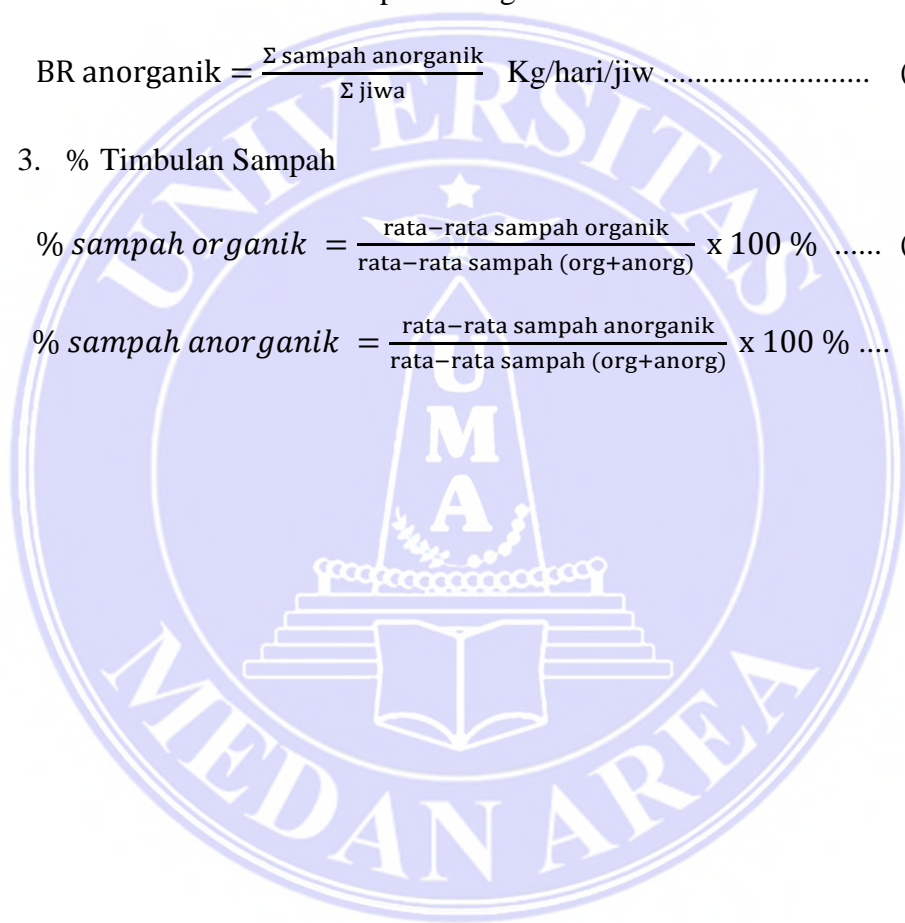 BR anorganik = Σ sampah anorganik / Σ jiwa Kg/hari/jiw .......................... (
3. % Timbulan Sampah
% sampah organik = rata−rata sampah organik / rata−rata sampah (org+anorg) x 100 % ...... (
% sampah anorganik = rata−rata sampah anorganik / rata−rata sampah (org+anorg) x 100 % ....
UNIVERSITAS
UMA
MEDAN AREA